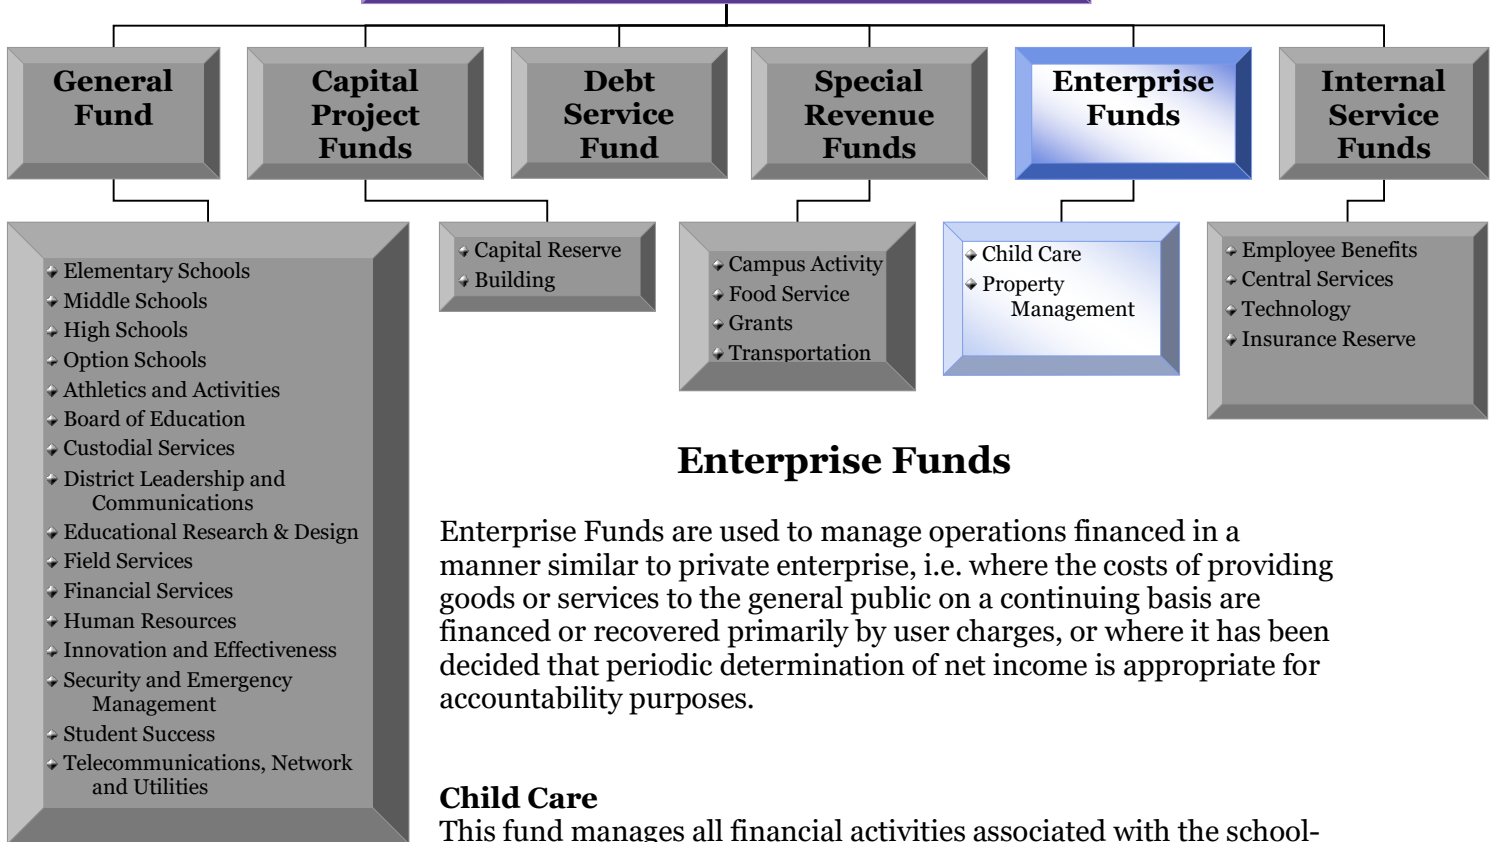 General
Fund
Capital
Project
Funds
Debt
Service
Fund
Special
Revenue
Funds
Enterprise
Funds
Internal
Service
Funds
Elementary Schools
Middle Schools
High Schools
Option Schools
Athletics and Activities
Board of Education
Custodial Services
District Leadership and
Communications
Educational Research & Design
Field Services
Financial Services
Human Resources
Innovation and Effectiveness
Security and Emergency
Management
Student Success
Telecommunications, Network
and Utilities
Capital Reserve
Building
Campus Activity
Food Service
Grants
Transportation
Child Care
Property
Management
Employee Benefits
Central Services
Technology
Insurance Reserve
Enterprise Funds
Enterprise Funds are used to manage operations financed in a
manner similar to private enterprise, i.e. where the costs of providing
goods or services to the general public on a continuing basis are
financed or recovered primarily by user charges, or where it has been
decided that periodic determination of net income is appropriate for
accountability purposes.
Child Care
This fund manages all financial activities associated with the school-